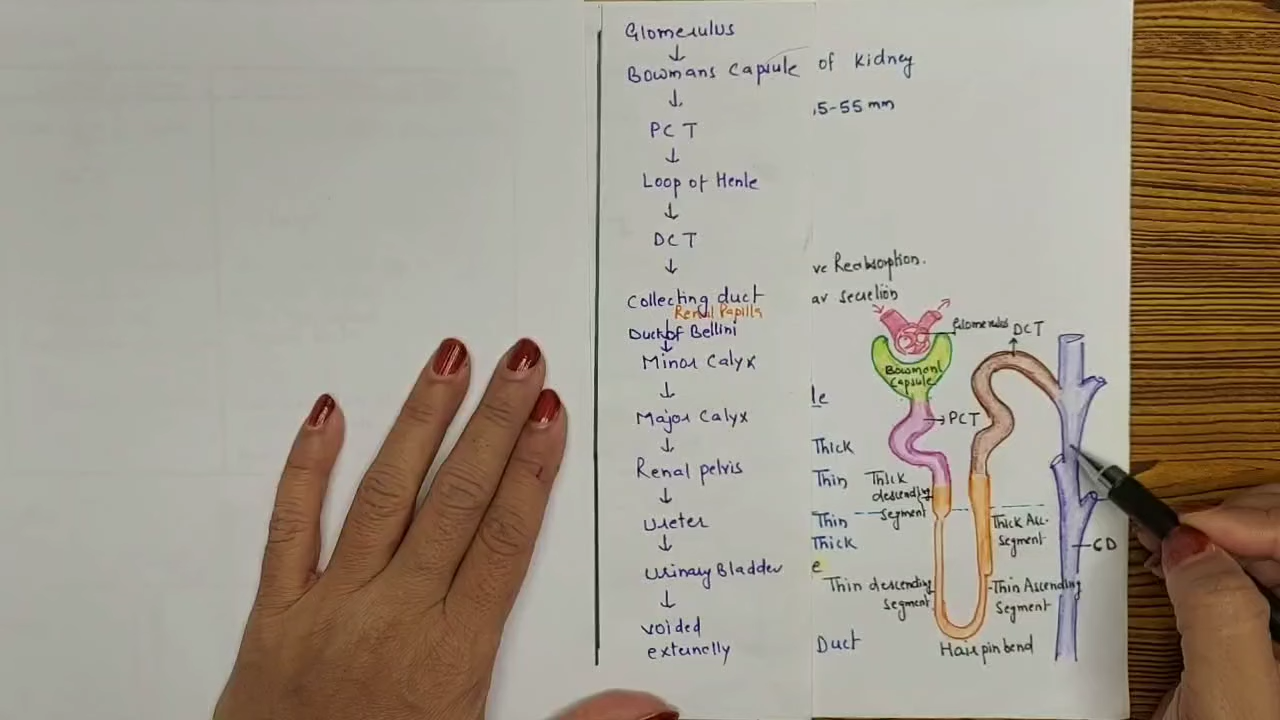 Glomerulus
↓
Bowmans Capsule of kidney
↓
PCT
↓
Loop of Henle
↓
DCT
↓
Collecting duct
Renal Papilla
Duct of Bellini
↓
Minor Calyx
↓
Major Calyx
↓
Renal pelvis
↓
Ureter
↓
Urinary Bladder
↓
voided
externally
5-55 mm
ve Reabsorption.
ar secretion
le
Thick
Thin
Thin
Thick
e
Duct
Glomerulus
DCT
Bowmans
Capsule
PCT
Thick
descending
segment
Thick Asc.
segment
CD
Thin descending
segment
Thin Ascending
segment
Hair pin bend